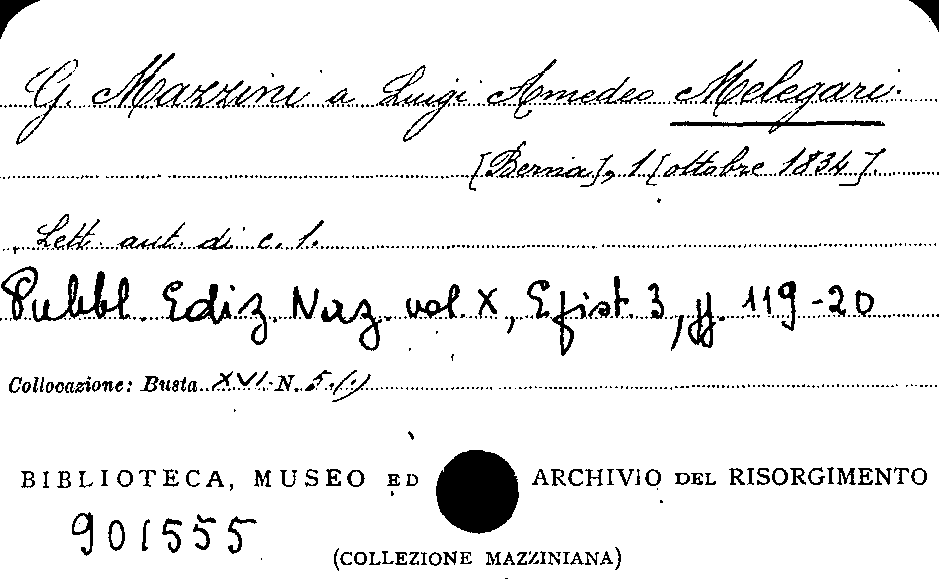 G. Mazzini a Luigi Amedeo Melegari.
[Berna], 1 [ottobre 1834].
Lett. aut. di c. 1.
Pubbl. Ediz. Naz. vol. X, Epist. 3, pp. 119-20
Collocazione: Busta XVI N. 5.(1)
BIBLIOTECA, MUSEO ED ARCHIVIO DEL RISORGIMENTO
901555
(COLLEZIONE MAZZINIANA)